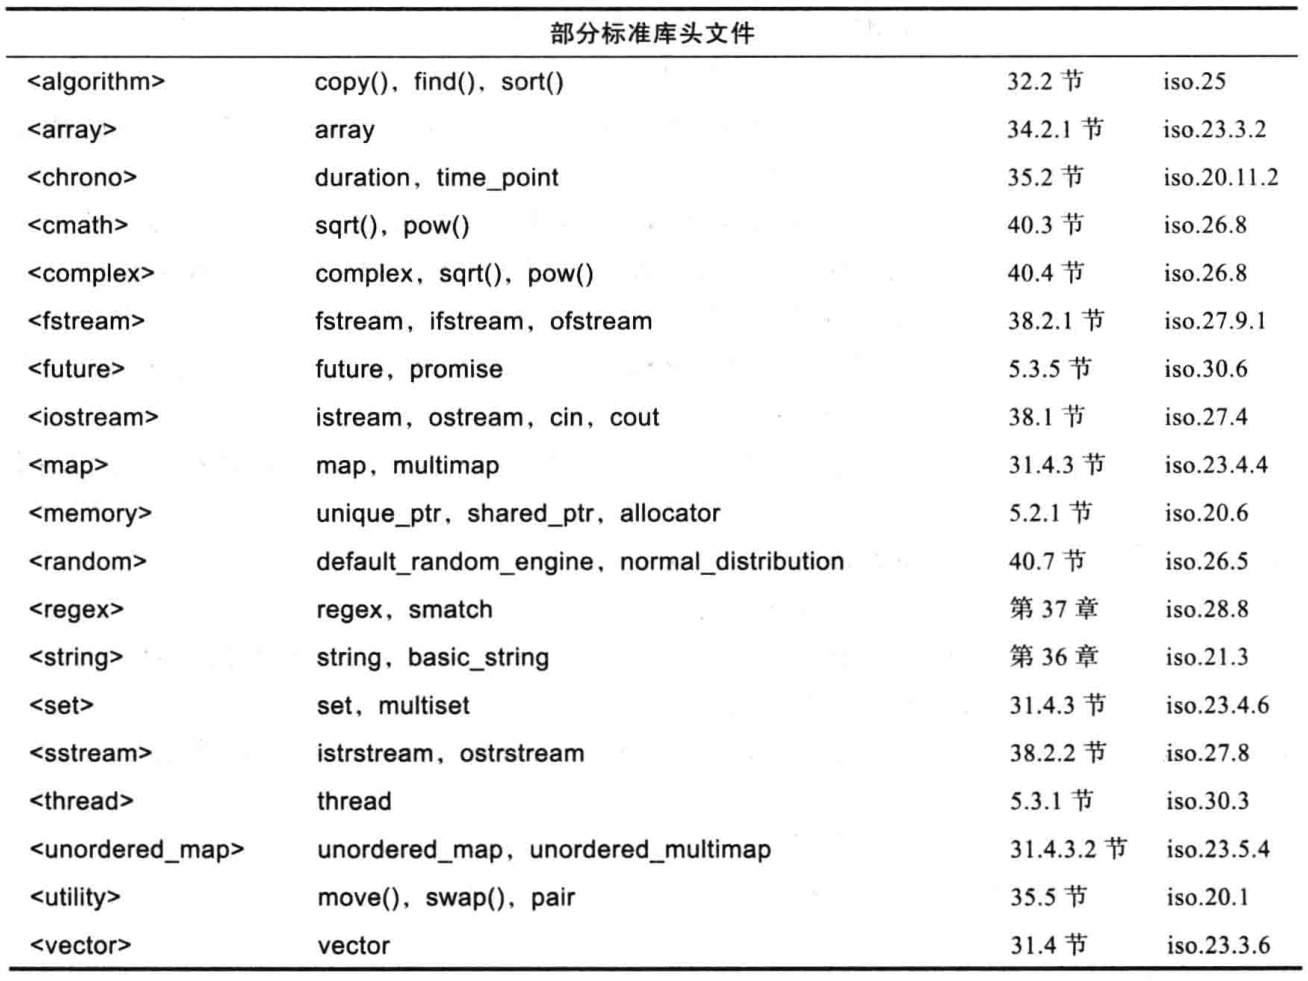 部分标准库头文件
<algorithm> copy(), find(), sort() 32.2 节 iso.25
<array> array 34.2.1 节 iso.23.3.2
<chrono> duration, time_point 35.2 节 iso.20.11.2
<cmath> sqrt(), pow() 40.3 节 iso.26.8
<complex> complex, sqrt(), pow() 40.4 节 iso.26.8
<fstream> fstream, ifstream, ofstream 38.2.1 节 iso.27.9.1
<future> future, promise 5.3.5 节 iso.30.6
<iostream> istream, ostream, cin, cout 38.1 节 iso.27.4
<map> map, multimap 31.4.3 节 iso.23.4.4
<memory> unique_ptr, shared_ptr, allocator 5.2.1 节 iso.20.6
<random> default_random_engine, normal_distribution 40.7 节 iso.26.5
<regex> regex, smatch 第 37 章 iso.28.8
<string> string, basic_string 第 36 章 iso.21.3
<set> set, multiset 31.4.3 节 iso.23.4.6
<sstream> istrstream, ostrstream 38.2.2 节 iso.27.8
<thread> thread 5.3.1 节 iso.30.3
<unordered_map> unordered_map, unordered_multimap 31.4.3.2 节 iso.23.5.4
<utility> move(), swap(), pair 35.5 节 iso.20.1
<vector> vector 31.4 节 iso.23.3.6